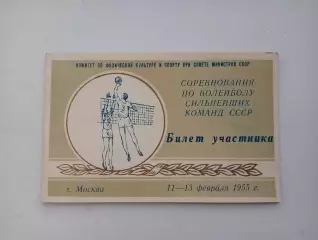 КОМИТЕТ ПО ФИЗИЧЕСКОЙ КУЛЬТУРЕ И СПОРТУ ПРИ СОВЕТЕ МИНИСТРОВ СССР
СОРЕВНОВАНИЯ
ПО ВОЛЕЙБОЛУ
СИЛЬНЕЙШИХ
КОМАНД СССР
Билет участника
г. Москва
11—13 февраля 1955 г.